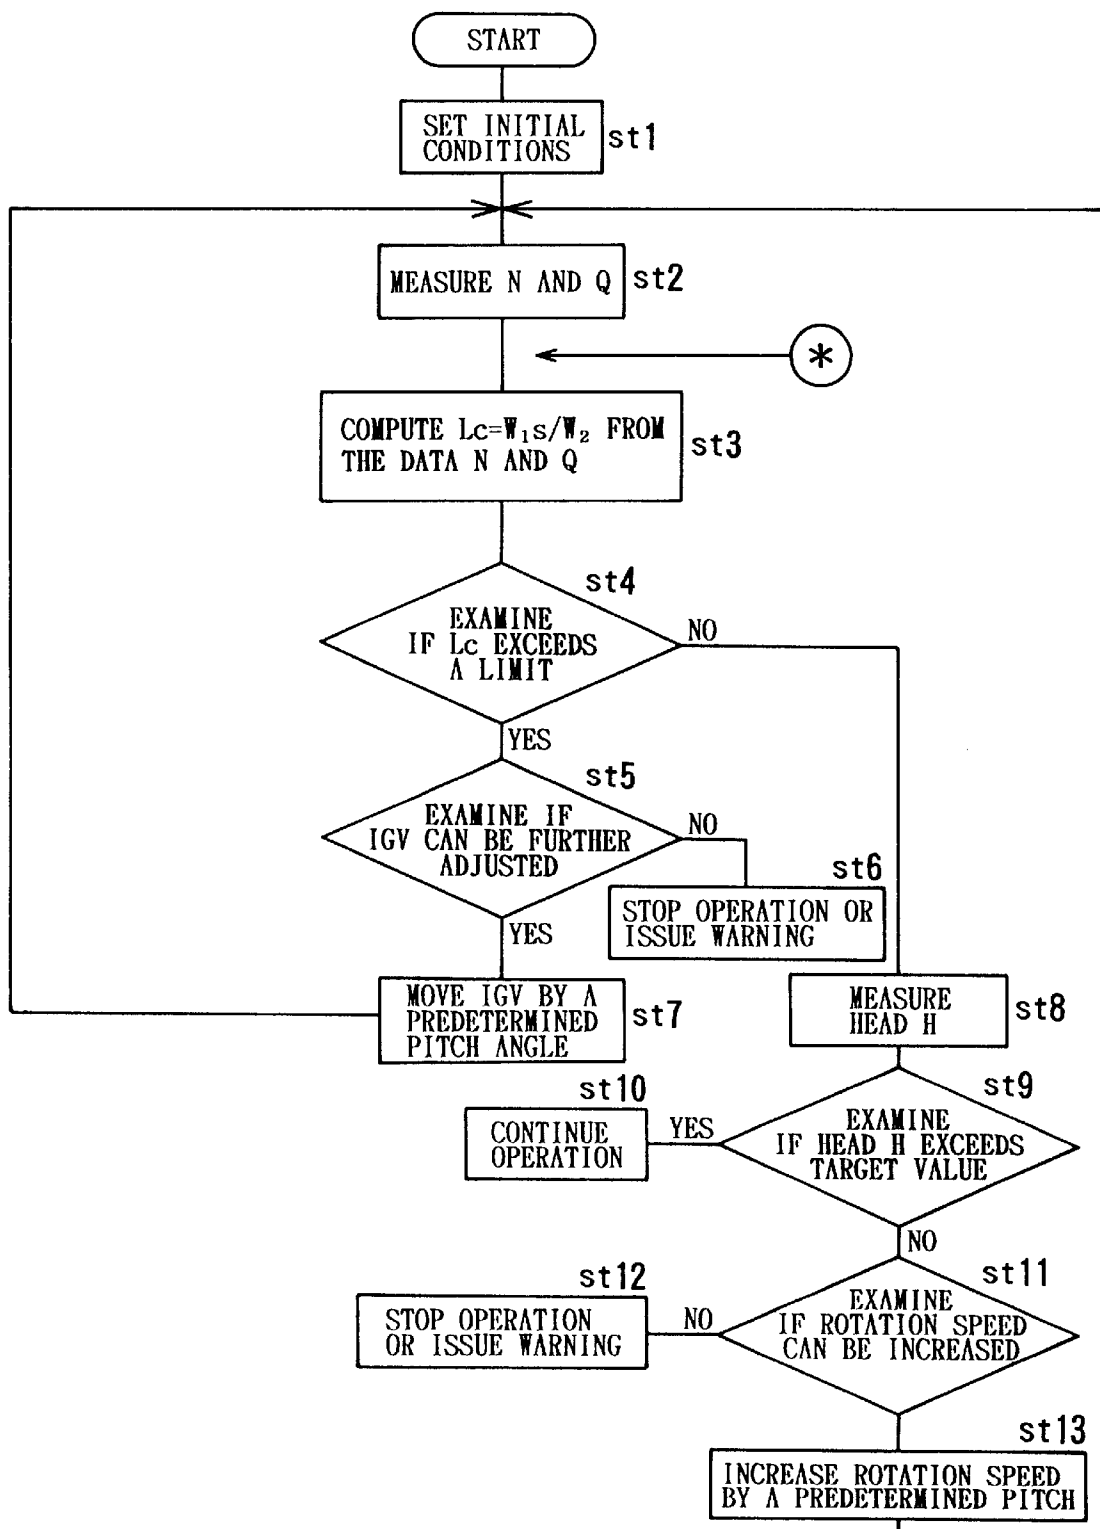 START
SET INITIAL
CONDITIONS
st1
MEASURE N AND Q
st2
*
COMPUTE Lc=W₁s/W₂ FROM
THE DATA N AND Q
st3
st4
EXAMINE
IF Lc EXCEEDS
A LIMIT
NO
YES
st5
EXAMINE IF
IGV CAN BE FURTHER
ADJUSTED
NO
st6
STOP OPERATION OR
ISSUE WARNING
YES
MOVE IGV BY A
PREDETERMINED
PITCH ANGLE
st7
MEASURE
HEAD H
st8
st9
EXAMINE
IF HEAD H EXCEEDS
TARGET VALUE
YES
st10
CONTINUE
OPERATION
NO
st11
EXAMINE
IF ROTATION SPEED
CAN BE INCREASED
NO
st12
STOP OPERATION
OR ISSUE WARNING
st13
INCREASE ROTATION SPEED
BY A PREDETERMINED PITCH